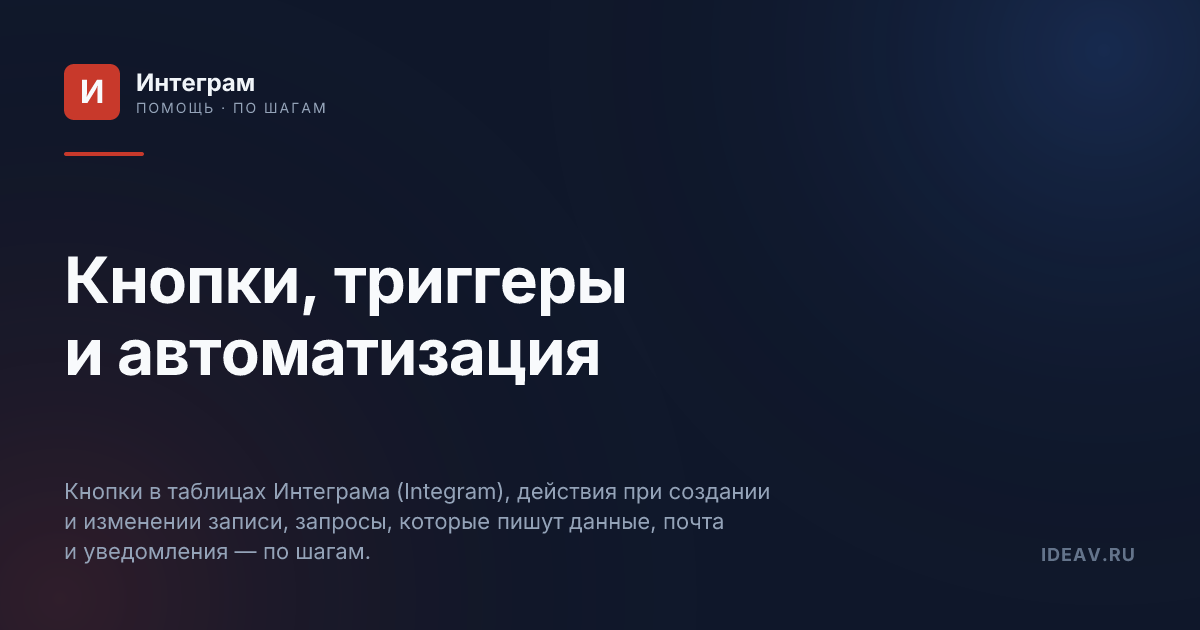 И
Интеграм
ПОМОЩЬ · ПО ШАГАМ
Кнопки, триггеры
и автоматизация
Кнопки в таблицах Интеграма (Integram), действия при создании
и изменении записи, запросы, которые пишут данные, почта
и уведомления — по шагам.
IDEAV.RU